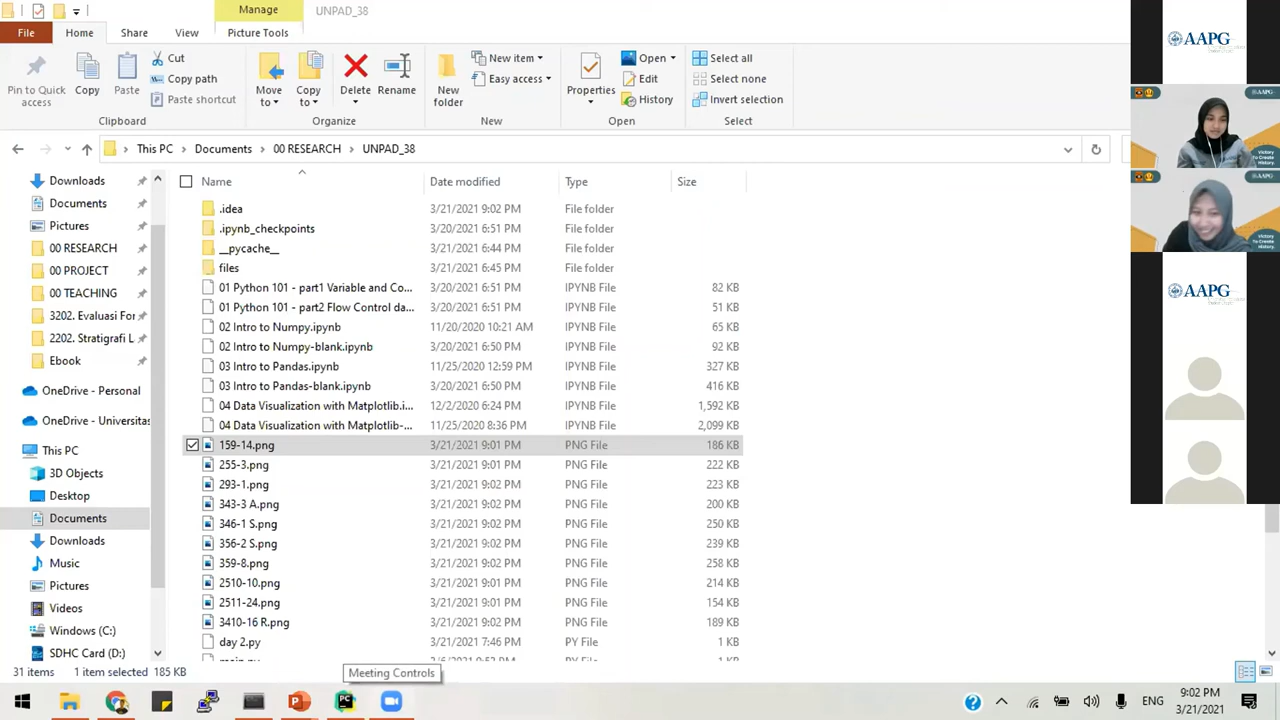 Manage
UNPAD_38
File
Home
Share
View
Picture Tools
Pin to Quick access
Copy
Paste
Cut
Copy path
Paste shortcut
Clipboard
Move to
Copy to
Delete
Rename
Organize
New folder
New item
Easy access
New
Properties
Open
Edit
History
Open
Select all
Select none
Invert selection
Select
This PC
Documents
00 RESEARCH
UNPAD_38
Downloads
Documents
Pictures
00 RESEARCH
00 PROJECT
00 TEACHING
3202. Evaluasi For
2202. Stratigrafi L
Ebook
OneDrive - Personal
OneDrive - Universitas
This PC
3D Objects
Desktop
Documents
Downloads
Music
Pictures
Videos
Windows (C:)
SDHC Card (D:)
Name Date modified Type Size
.idea 3/21/2021 9:02 PM File folder
.ipynb_checkpoints 3/20/2021 6:51 PM File folder
__pycache__ 3/21/2021 6:44 PM File folder
files 3/21/2021 6:45 PM File folder
01 Python 101 - part1 Variable and Co... 3/20/2021 6:51 PM IPYNB File 82 KB
01 Python 101 - part2 Flow Control da... 3/20/2021 6:51 PM IPYNB File 51 KB
02 Intro to Numpy.ipynb 11/20/2020 10:21 AM IPYNB File 65 KB
02 Intro to Numpy-blank.ipynb 3/20/2021 6:50 PM IPYNB File 92 KB
03 Intro to Pandas.ipynb 11/25/2020 12:59 PM IPYNB File 327 KB
03 Intro to Pandas-blank.ipynb 3/20/2021 6:50 PM IPYNB File 416 KB
04 Data Visualization with Matplotlib.i... 12/2/2020 6:24 PM IPYNB File 1,592 KB
04 Data Visualization with Matplotlib-... 11/25/2020 8:36 PM IPYNB File 2,099 KB
159-14.png 3/21/2021 9:01 PM PNG File 186 KB
255-3.png 3/21/2021 9:01 PM PNG File 222 KB
293-1.png 3/21/2021 9:02 PM PNG File 223 KB
343-3 A.png 3/21/2021 9:02 PM PNG File 200 KB
346-1 S.png 3/21/2021 9:02 PM PNG File 250 KB
356-2 S.png 3/21/2021 9:02 PM PNG File 239 KB
359-8.png 3/21/2021 9:02 PM PNG File 258 KB
2510-10.png 3/21/2021 9:01 PM PNG File 214 KB
2511-24.png 3/21/2021 9:01 PM PNG File 154 KB
3410-16 R.png 3/21/2021 9:02 PM PNG File 189 KB
day 2.py 3/21/2021 7:46 PM PY File 1 KB
31 items 1 item selected 185 KB
Meeting Controls
AAPG
AAPG
Victory
To Create
History
AAPG
Victory
To Create
History
AAPG
PC
ENG
9:02 PM
3/21/2021